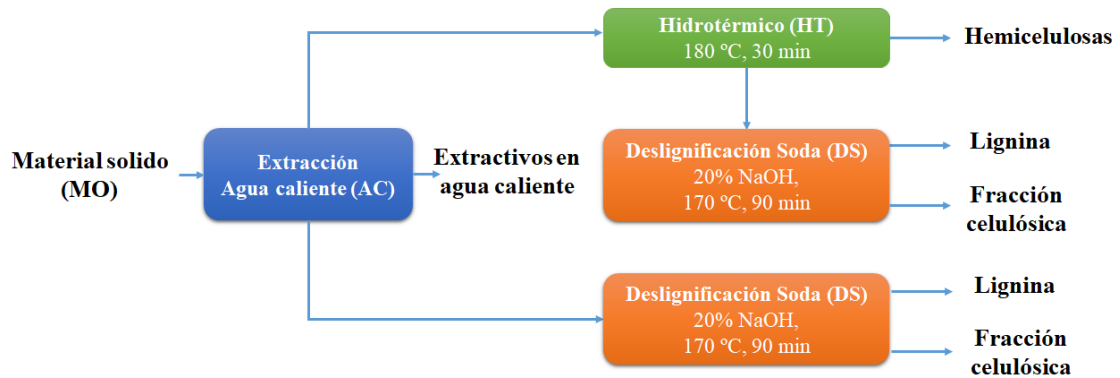 Hidrotérmico (HT)
180 ºC, 30 min
Hemicelulosas
Material solido
(MO)
Extracción
Agua caliente (AC)
Extractivos en
agua caliente
Deslignificación Soda (DS)
20% NaOH,
170 ºC, 90 min
Lignina
Fracción
celulósica
Deslignificación Soda (DS)
20% NaOH,
170 ºC, 90 min
Lignina
Fracción
celulósica